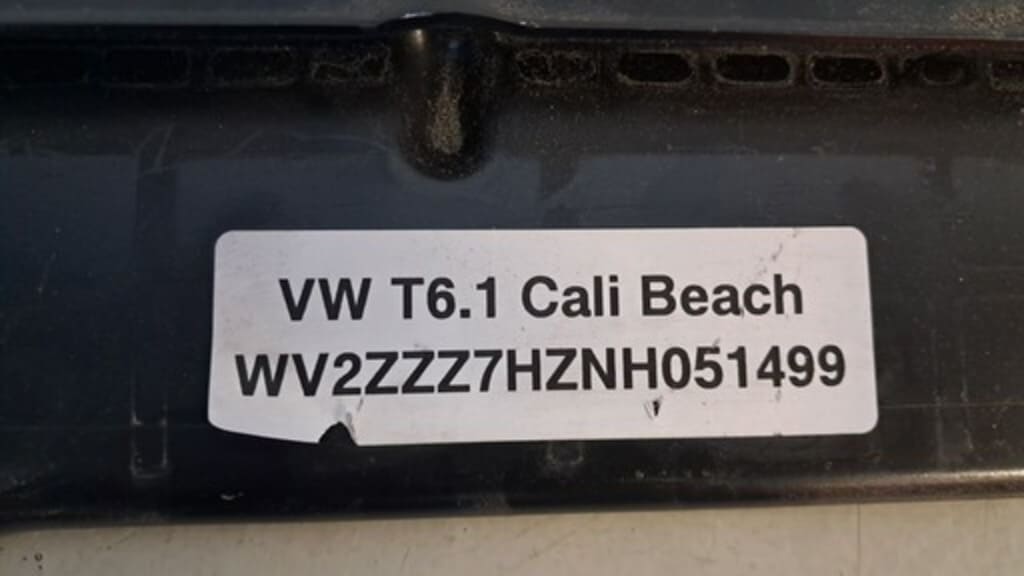 VW T6.1 Cali Beach
WV2ZZZ7HZNH051499